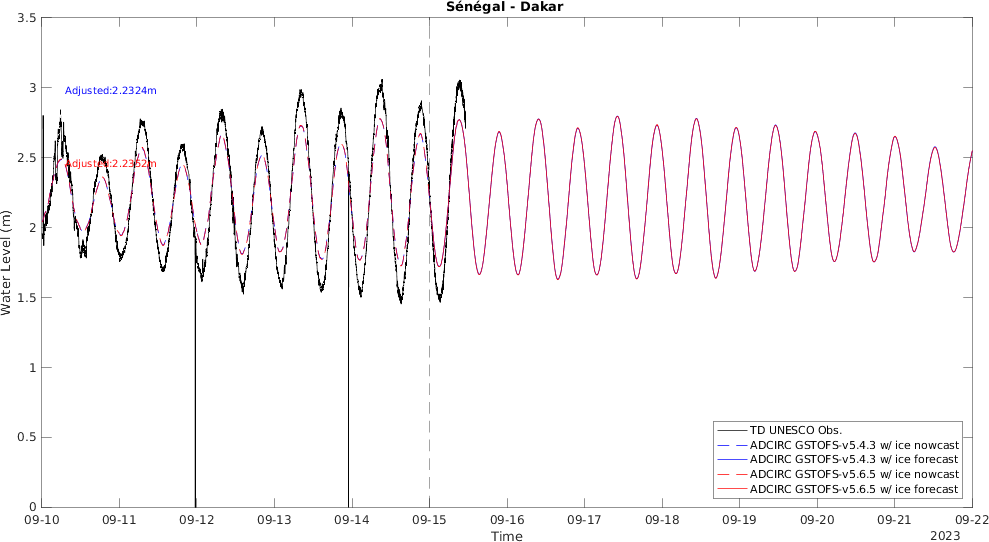 Sénégal - Dakar
3.5
3
2.5
2
1.5
1
0.5
0
Water Level (m)
Adjusted:2.2324m
Adjusted:2.2352m
TD UNESCO Obs.
ADCIRC GSTOFS-v5.4.3 w/ ice nowcast
ADCIRC GSTOFS-v5.4.3 w/ ice forecast
ADCIRC GSTOFS-v5.6.5 w/ ice nowcast
ADCIRC GSTOFS-v5.6.5 w/ ice forecast
09-10 09-11 09-12 09-13 09-14 09-15 09-16 09-17 09-18 09-19 09-20 09-21 09-22
Time
2023